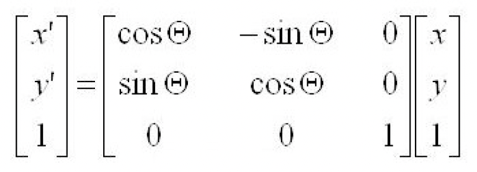 [x'] [cos Θ −sin Θ 0] [x]
[y'] = [sin Θ cos Θ 0] [y]
[1] [0 0 1] [1]